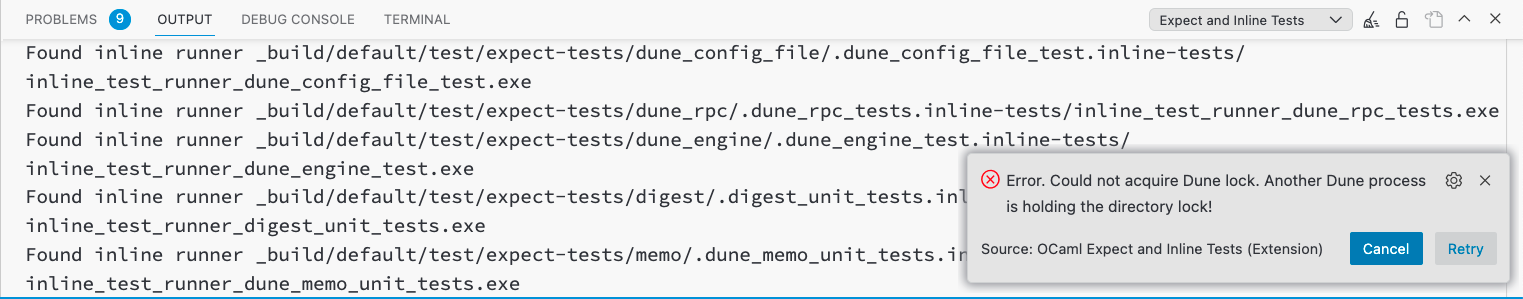 PROBLEMS 9 OUTPUT DEBUG CONSOLE TERMINAL Expect and Inline Tests
Found inline runner _build/default/test/expect-tests/dune_config_file/.dune_config_file_test.inline-tests/
inline_test_runner_dune_config_file_test.exe
Found inline runner _build/default/test/expect-tests/dune_rpc/.dune_rpc_tests.inline-tests/inline_test_runner_dune_rpc_tests.exe
Found inline runner _build/default/test/expect-tests/dune_engine/.dune_engine_test.inline-tests/
inline_test_runner_dune_engine_test.exe
Found inline runner _build/default/test/expect-tests/digest/.digest_unit_tests.inl
inline_test_runner_digest_unit_tests.exe
Found inline runner _build/default/test/expect-tests/memo/.dune_memo_unit_tests.in
inline_test_runner_dune_memo_unit_tests.exe
Error. Could not acquire Dune lock. Another Dune process
is holding the directory lock!
Source: OCaml Expect and Inline Tests (Extension) Cancel Retry